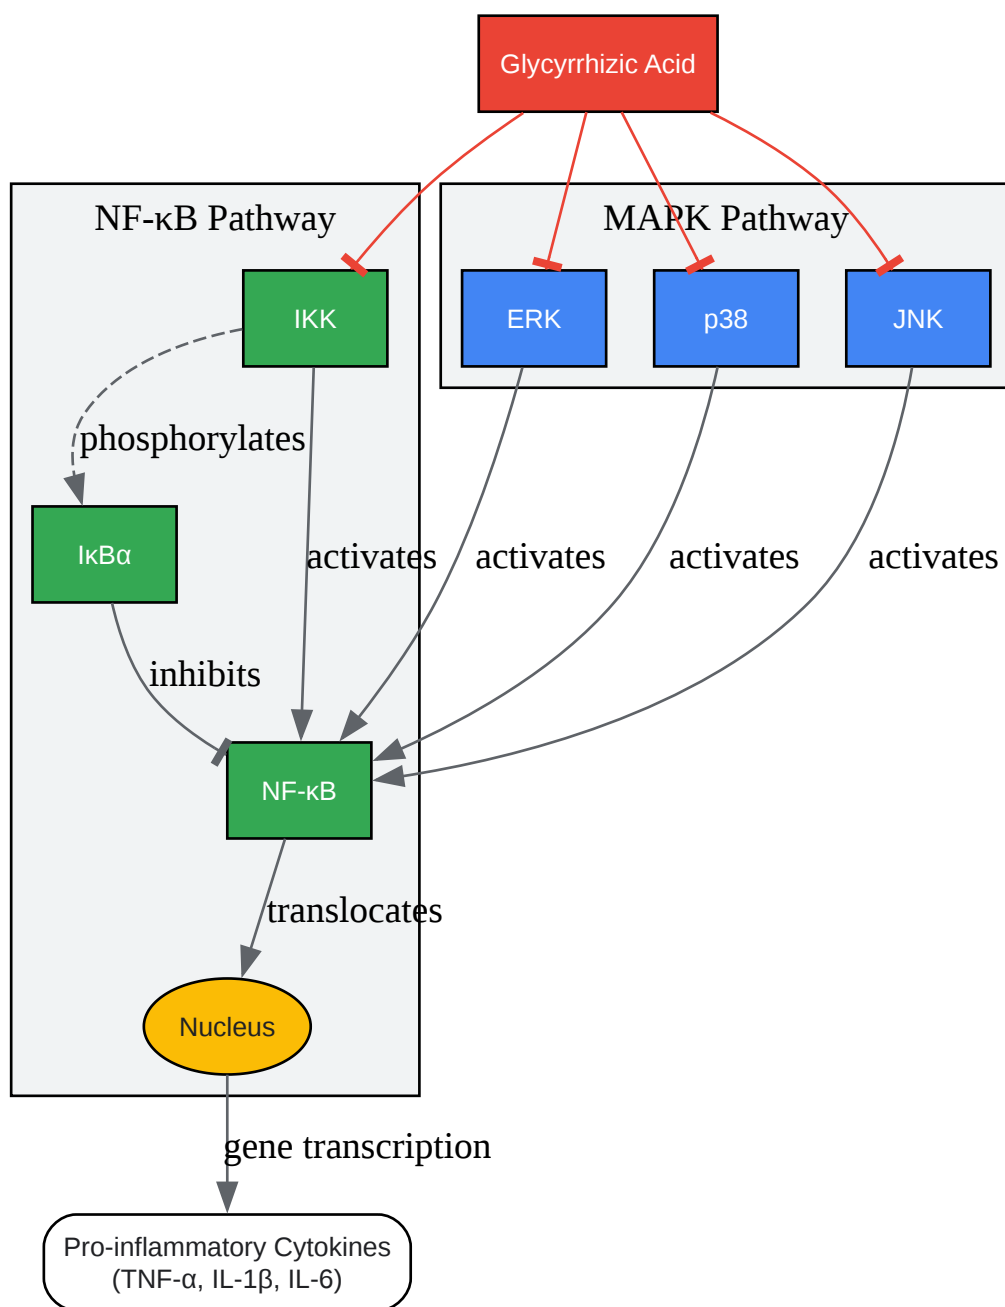 Glycyrrhizic Acid
NF-κB Pathway
MAPK Pathway
IKK
ERK
p38
JNK
phosphorylates
IκBα
activates
activates
activates
activates
inhibits
NF-κB
translocates
Nucleus
gene transcription
Pro-inflammatory Cytokines
(TNF-α, IL-1β, IL-6)